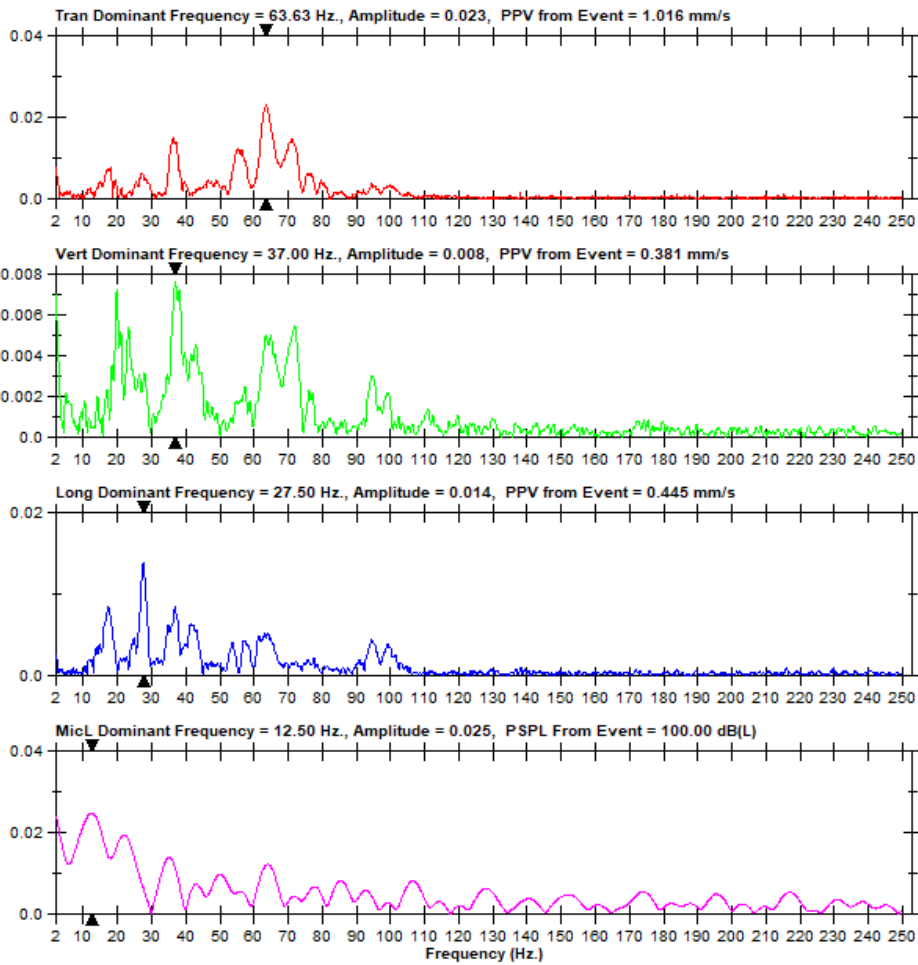 Tran Dominant Frequency = 63.63 Hz., Amplitude = 0.023, PPV from Event = 1.016 mm/s
0.04
0.02
0.0
2 10 20 30 40 50 60 70 80 90 100 110 120 130 140 150 160 170 180 190 200 210 220 230 240 250
Vert Dominant Frequency = 37.00 Hz., Amplitude = 0.008, PPV from Event = 0.381 mm/s
0.008
0.006
0.004
0.002
0.0
2 10 20 30 40 50 60 70 80 90 100 110 120 130 140 150 160 170 180 190 200 210 220 230 240 250
Long Dominant Frequency = 27.50 Hz., Amplitude = 0.014, PPV from Event = 0.445 mm/s
0.02
0.0
2 10 20 30 40 50 60 70 80 90 100 110 120 130 140 150 160 170 180 190 200 210 220 230 240 250
MicL Dominant Frequency = 12.50 Hz., Amplitude = 0.025, PSPL From Event = 100.00 dB(L)
0.04
0.02
0.0
2 10 20 30 40 50 60 70 80 90 100 110 120 130 140 150 160 170 180 190 200 210 220 230 240 250
Frequency (Hz.)